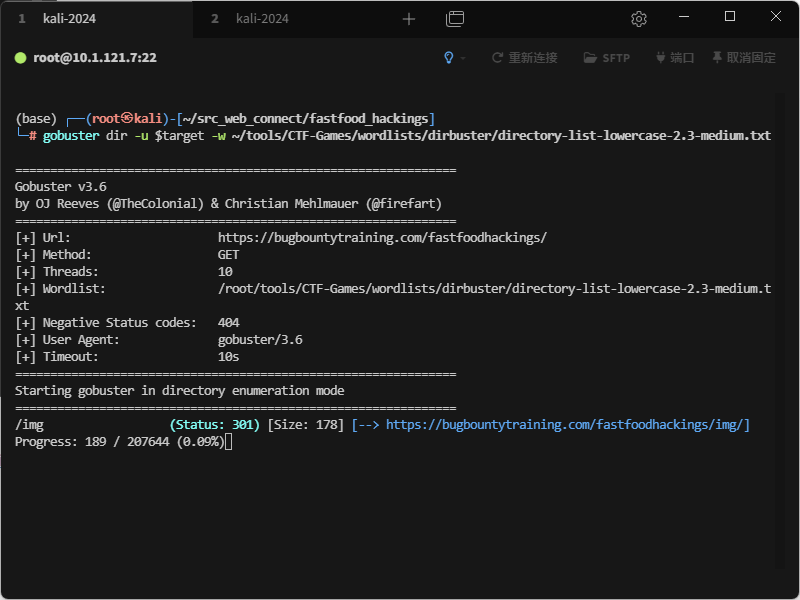 1 kali-2024 2 kali-2024
root@10.1.121.7:22 重新连接 SFTP 端口 取消固定
(base) ┌──(root㉿kali)-[~/src_web_connect/fastfood_hackings]
└─# gobuster dir -u $target -w ~/tools/CTF-Games/wordlists/dirbuster/directory-list-lowercase-2.3-medium.txt
===============================================================
Gobuster v3.6
by OJ Reeves (@TheColonial) & Christian Mehlmauer (@firefart)
===============================================================
[+] Url: https://bugbountytraining.com/fastfoodhackings/
[+] Method: GET
[+] Threads: 10
[+] Wordlist: /root/tools/CTF-Games/wordlists/dirbuster/directory-list-lowercase-2.3-medium.t
xt
[+] Negative Status codes: 404
[+] User Agent: gobuster/3.6
[+] Timeout: 10s
===============================================================
Starting gobuster in directory enumeration mode
===============================================================
/img (Status: 301) [Size: 178] [--> https://bugbountytraining.com/fastfoodhackings/img/]
Progress: 189 / 207644 (0.09%)